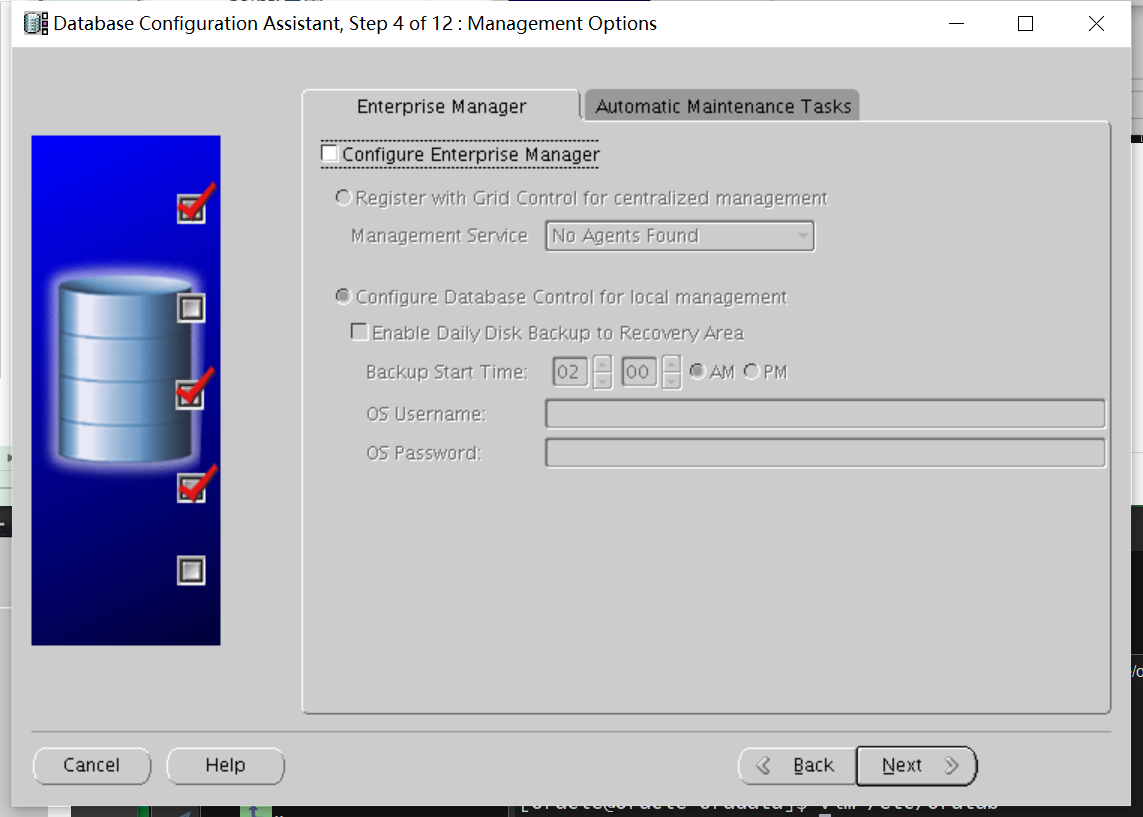 Database Configuration Assistant, Step 4 of 12 : Management Options
Enterprise Manager
Automatic Maintenance Tasks
Configure Enterprise Manager
Register with Grid Control for centralized management
Management Service
No Agents Found
Configure Database Control for local management
Enable Daily Disk Backup to Recovery Area
Backup Start Time:
02
00
AM
PM
OS Username:
OS Password:
Cancel
Help
Back
Next